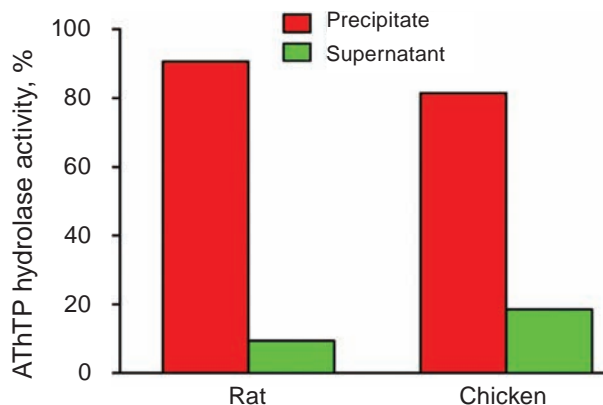 Precipitate
Supernatant
AThTP hydrolase activity, %
100
80
60
40
20
0
Rat
Chicken